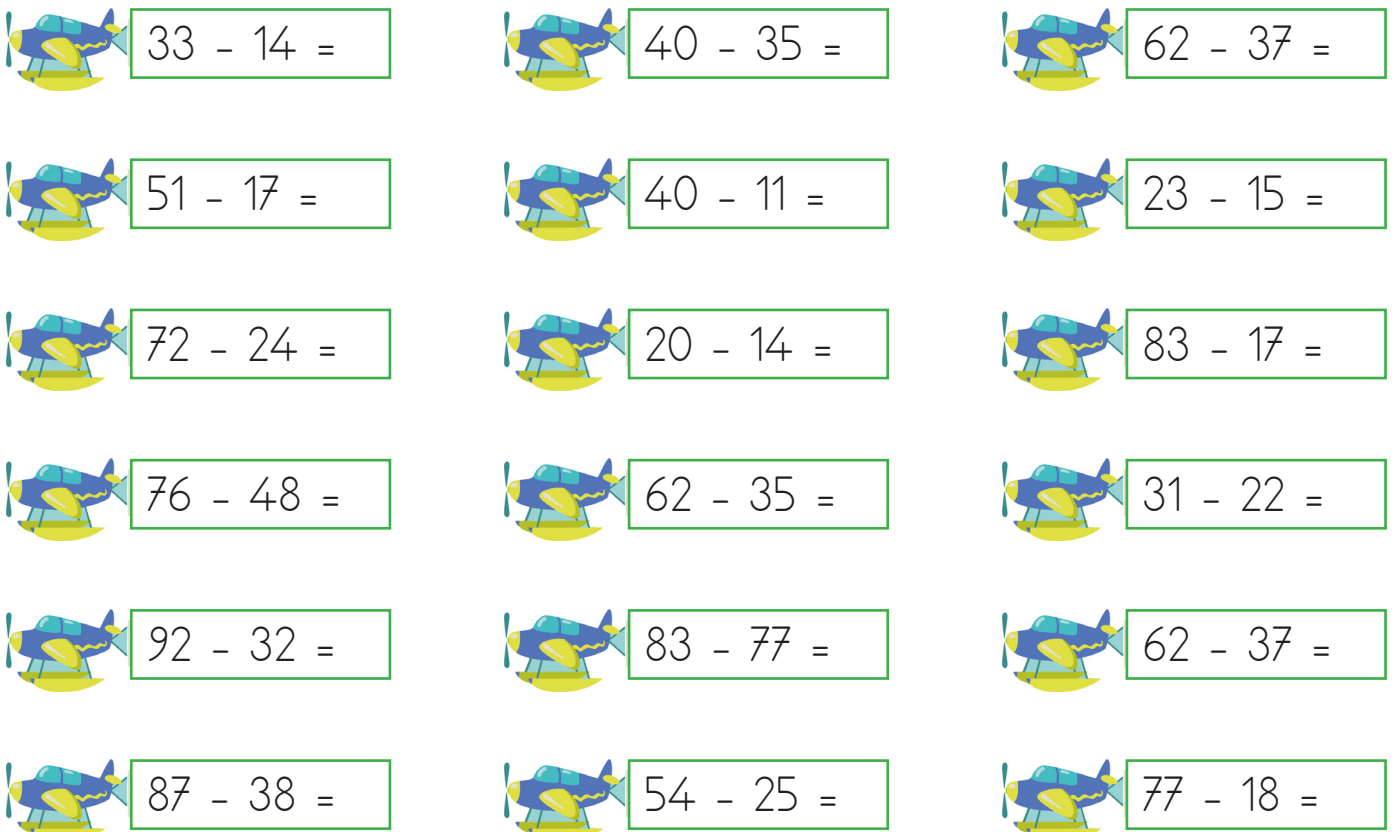 33 - 14 =
40 - 35 =
62 - 37 =
51 - 17 =
40 - 11 =
23 - 15 =
72 - 24 =
20 - 14 =
83 - 17 =
76 - 48 =
62 - 35 =
31 - 22 =
92 - 32 =
83 - 77 =
62 - 37 =
87 - 38 =
54 - 25 =
77 - 18 =